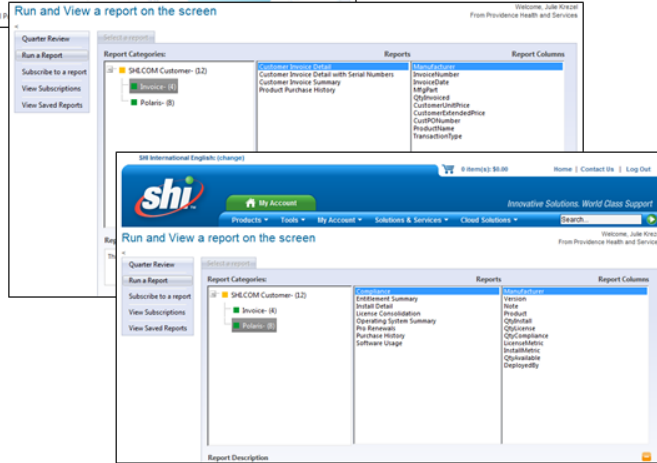 Run and View a report on the screen
Welcome, Julie Krezel
From Providence Health and Services
Quarter Review
Run a Report
Subscribe to a report
View Subscriptions
View Saved Reports
Select a report
Report Categories:
Reports
Report Columns
SHI.COM Customer- (12)
Invoice- (4)
Polaris- (8)
Customer Invoice Detail
Customer Invoice Detail with Serial Numbers
Customer Invoice Summary
Product Purchase History
Manufacturer
InvoiceNumber
InvoiceDate
MfgPart
QtyInvoiced
CustomerUnitPrice
CustomerExtendedPrice
CustPONumber
ProductName
TransactionType
SHI International English: (change)
0 item(s): $0.00
Home | Contact Us | Log Out
shi
My Account
Innovative Solutions. World Class Support
Products
Tools
My Account
Solutions & Services
Cloud Solutions
Search...
Run and View a report on the screen
Welcome, Julie Krez
From Providence Health and Service
Quarter Review
Run a Report
Subscribe to a report
View Subscriptions
View Saved Reports
Select a report
Report Categories:
Reports
Report Columns
SHI.COM Customer- (12)
Invoice- (4)
Polaris- (8)
Compliance
Entitlement Summary
Install Detail
License Consolidation
Operating System Summary
Pro Renewals
Purchase History
Software Usage
Manufacturer
Version
Note
Product
QtyInstall
QtyLicense
QtyCompliance
LicenseMetric
InstallMetric
QtyAvailable
DeployedBy
Report Description